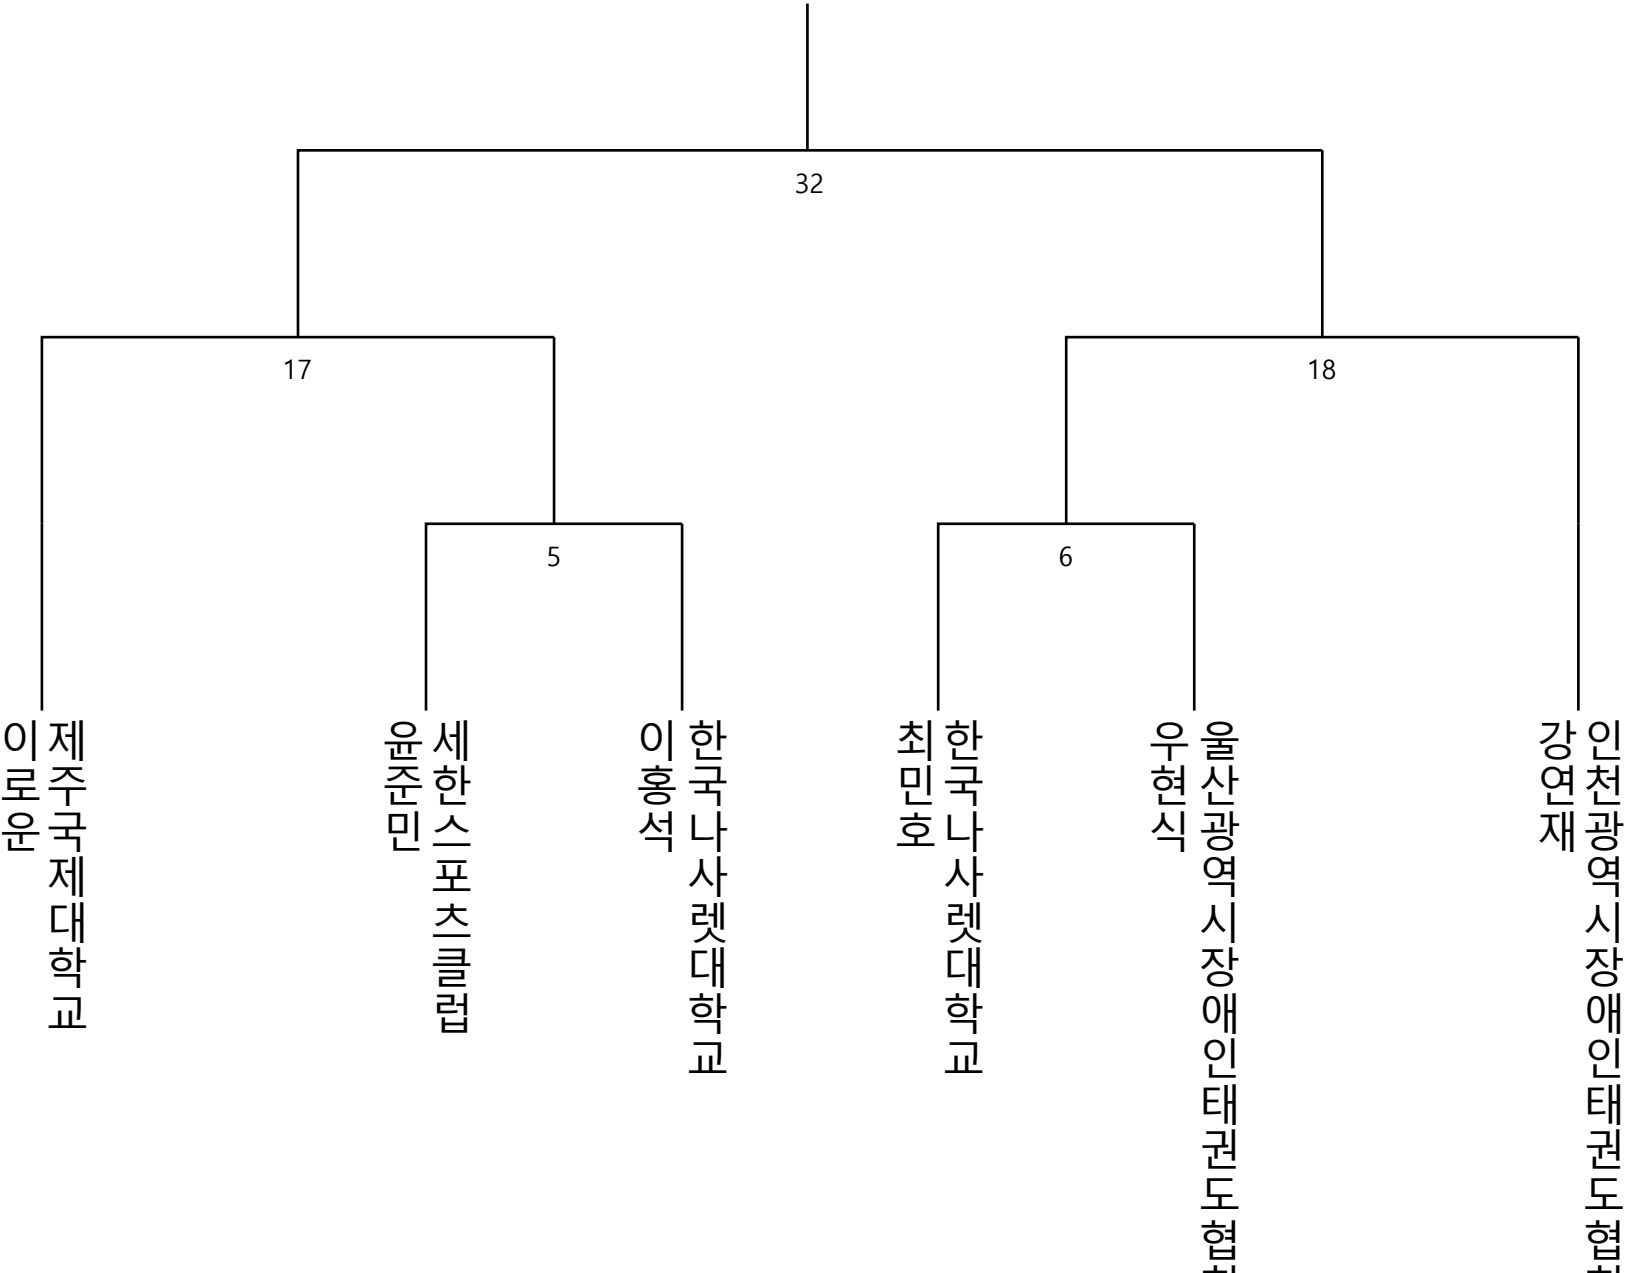 32
17
18
5
6
이로운
제주국제대학교
윤준민
세한스포츠클럽
이홍석
한국나사렛대학교
최민호
한국나사렛대학교
우현식
울산광역시장애인태권도협
강연재
인천광역시장애인태권도협